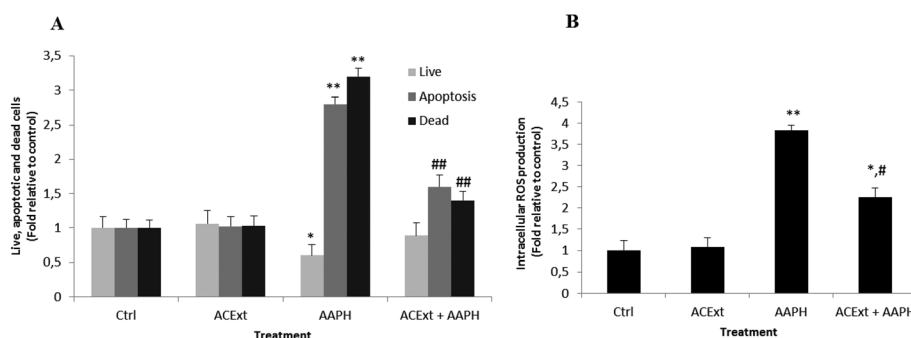 A
Live, apoptotic and dead cells
(Fold relative to control)
3,5
3
2,5
2
1,5
1
0,5
0
**
**
*
##
##
Live
Apoptosis
Dead
Ctrl
ACExt
AAPH
ACExt + AAPH
Treatment
B
Intracellular ROS production
(Fold relative to control)
4,5
4
3,5
3
2,5
2
1,5
1
0,5
0
**
*,#
Ctrl
ACExt
AAPH
ACExt + AAPH
Treatment